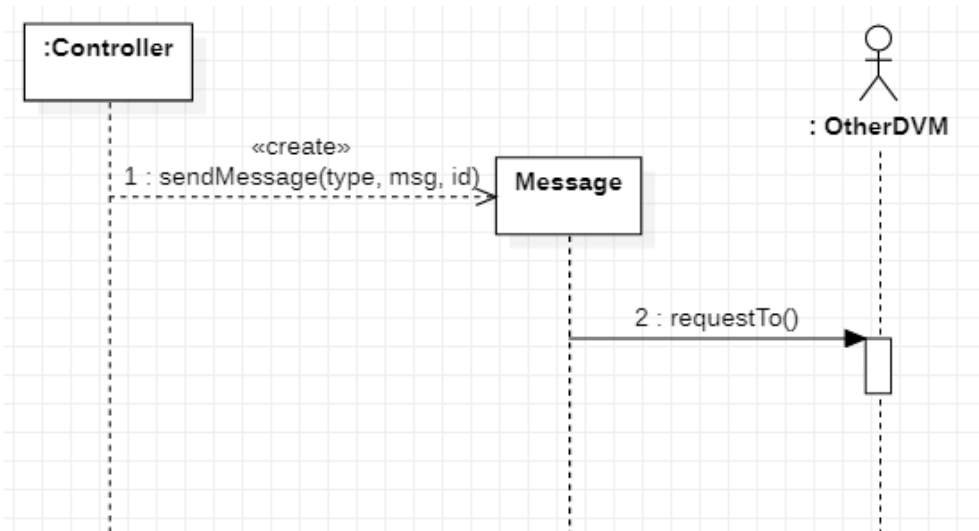 :Controller
: OtherDVM
«create»
1 : sendMessage(type, msg, id)
Message
2 : requestTo()